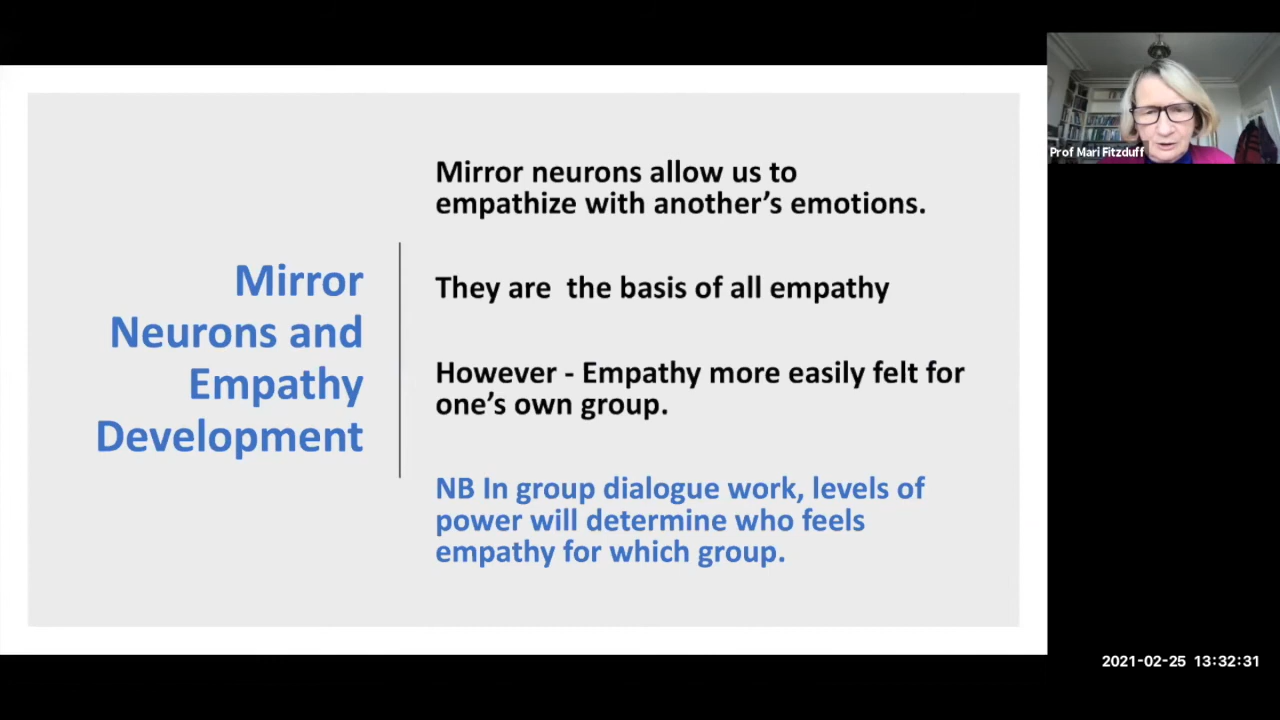 Mirror
Neurons and
Empathy
Development
Mirror neurons allow us to
empathize with another’s emotions.
They are  the basis of all empathy
However - Empathy more easily felt for
one’s own group.
NB In group dialogue work, levels of
power will determine who feels
empathy for which group.
Prof Mari Fitzduff
2021-02-25 13:32:31